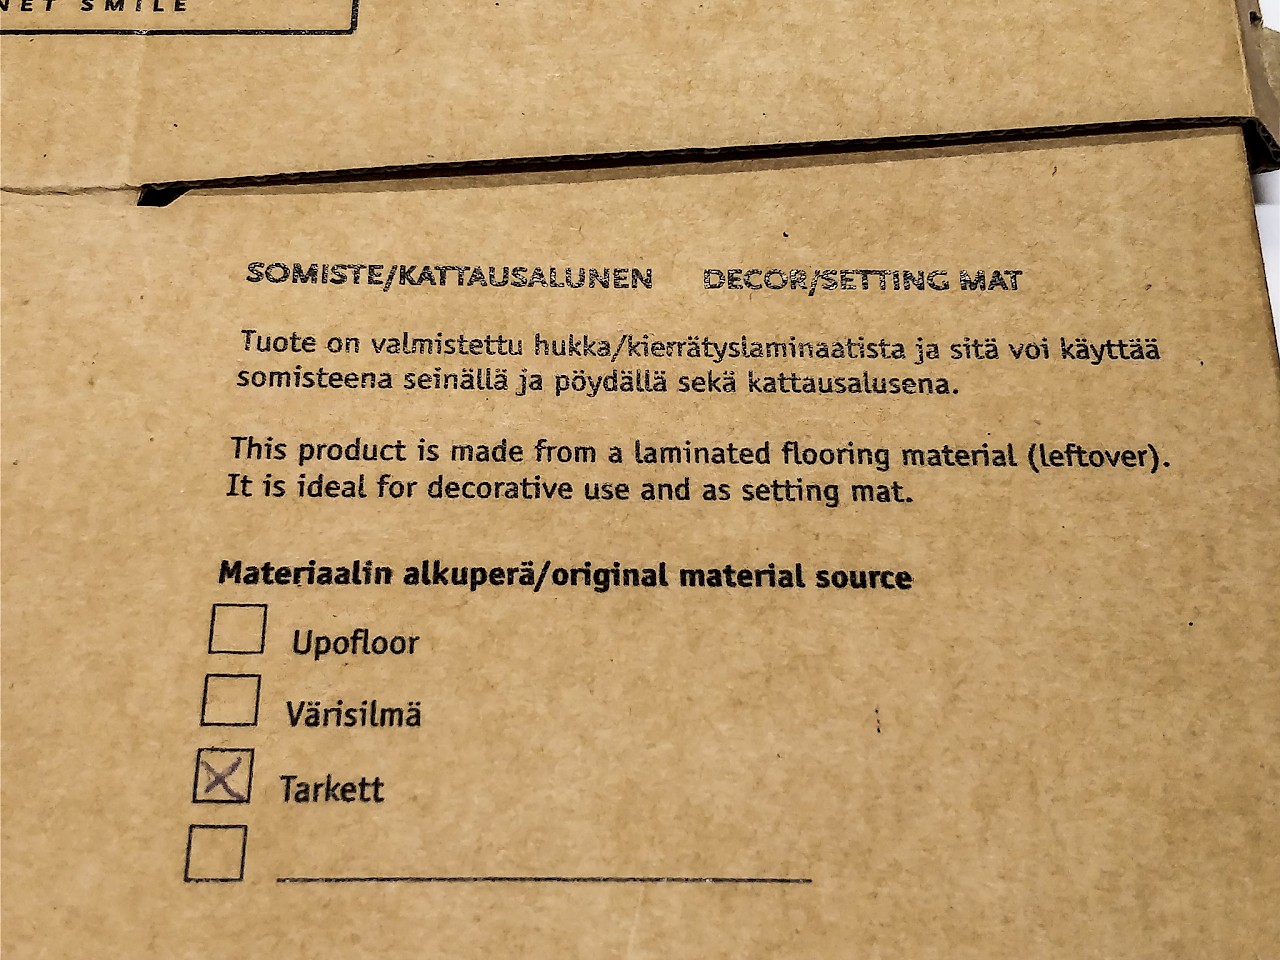 NET SMILE
SOMISTE/KATTAUSALUNEN DECOR/SETTING MAT
Tuote on valmistettu hukka/kierrätyslaminaatista ja sitä voi käyttää
somisteena seinällä ja pöydällä sekä kattausalusena.
This product is made from a laminated flooring material (leftover).
It is ideal for decorative use and as setting mat.
Materiaalin alkuperä/original material source
Upofloor
Värisilmä
Tarkett